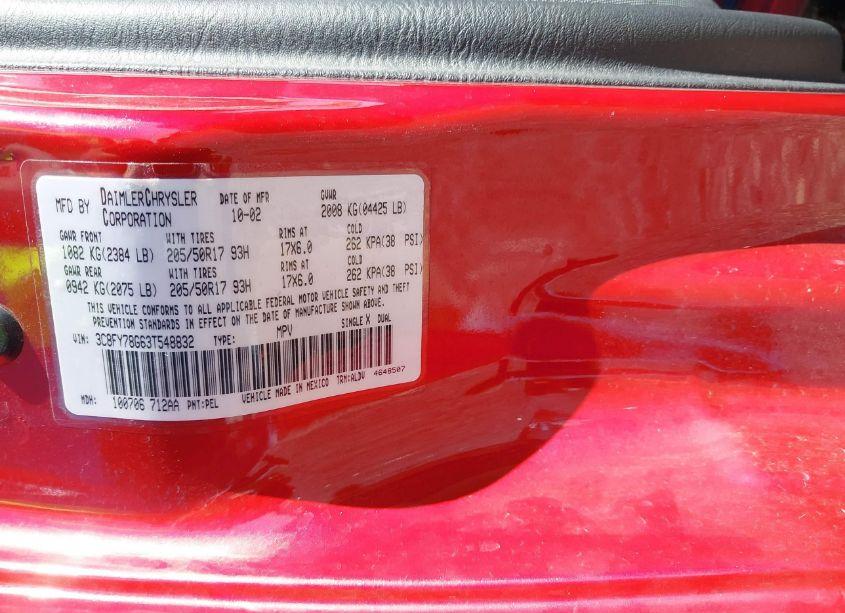 MFD BY DAIMLERCHRYSLER CORPORATION DATE OF MFR 10-02 GVWR 2008 KG(04425 LB)
GAWR FRONT WITH TIRES RIMS AT COLD
1082 KG(2384 LB) 205/50R17 93H 17X6.0 262 KPA(38 PSI)
GAWR REAR WITH TIRES RIMS AT COLD
0942 KG(2075 LB) 205/50R17 93H 17X6.0 262 KPA(38 PSI)
THIS VEHICLE CONFORMS TO ALL APPLICABLE FEDERAL MOTOR VEHICLE SAFETY AND THEFT
PREVENTION STANDARDS IN EFFECT ON THE DATE OF MANUFACTURE SHOWN ABOVE.
VIN: 3C8FY78G63T548832 TYPE: MPV SINGLE X DUAL
MDH: 100706 712AA PNT:PEL VEHICLE MADE IN MEXICO TRM:ALDV 4648507